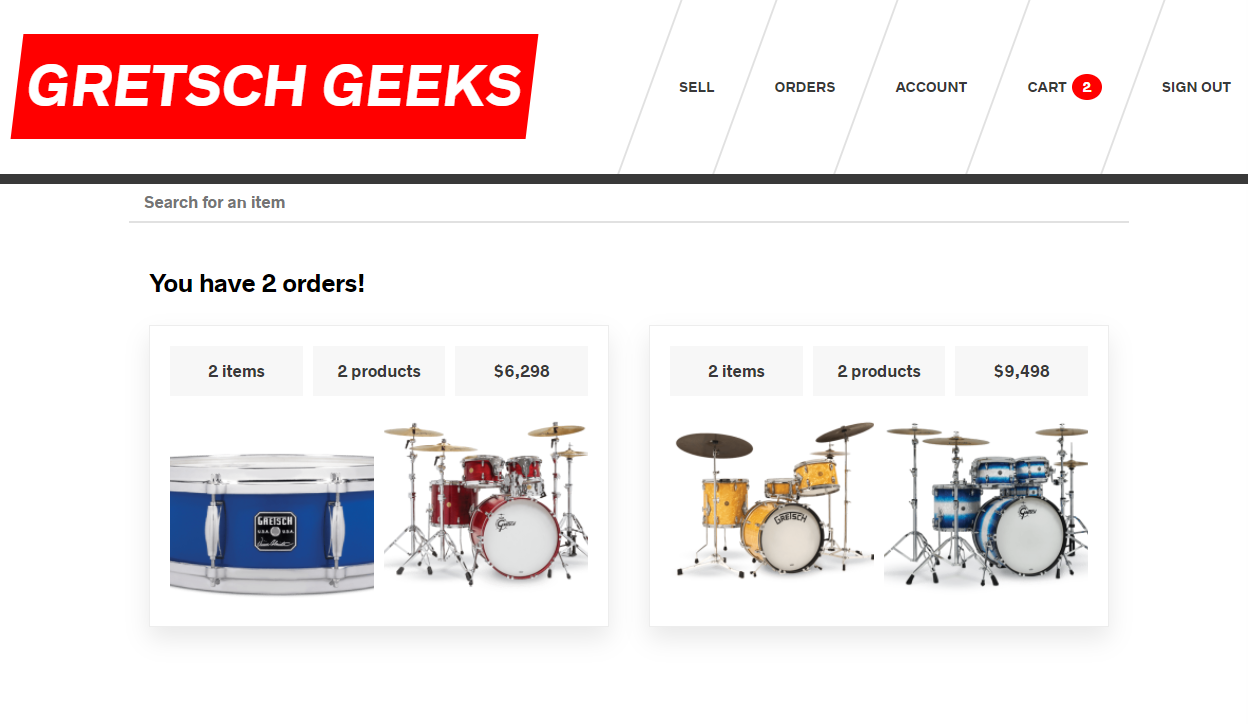 GRETSCH GEEKS
SELL
ORDERS
ACCOUNT
CART 2
SIGN OUT
Search for an item
You have 2 orders!
2 items
2 products
$6,298
2 items
2 products
$9,498
GRETSCH
U.S.A. U.S.A.
Gretsch
GRETSCH
Gretsch